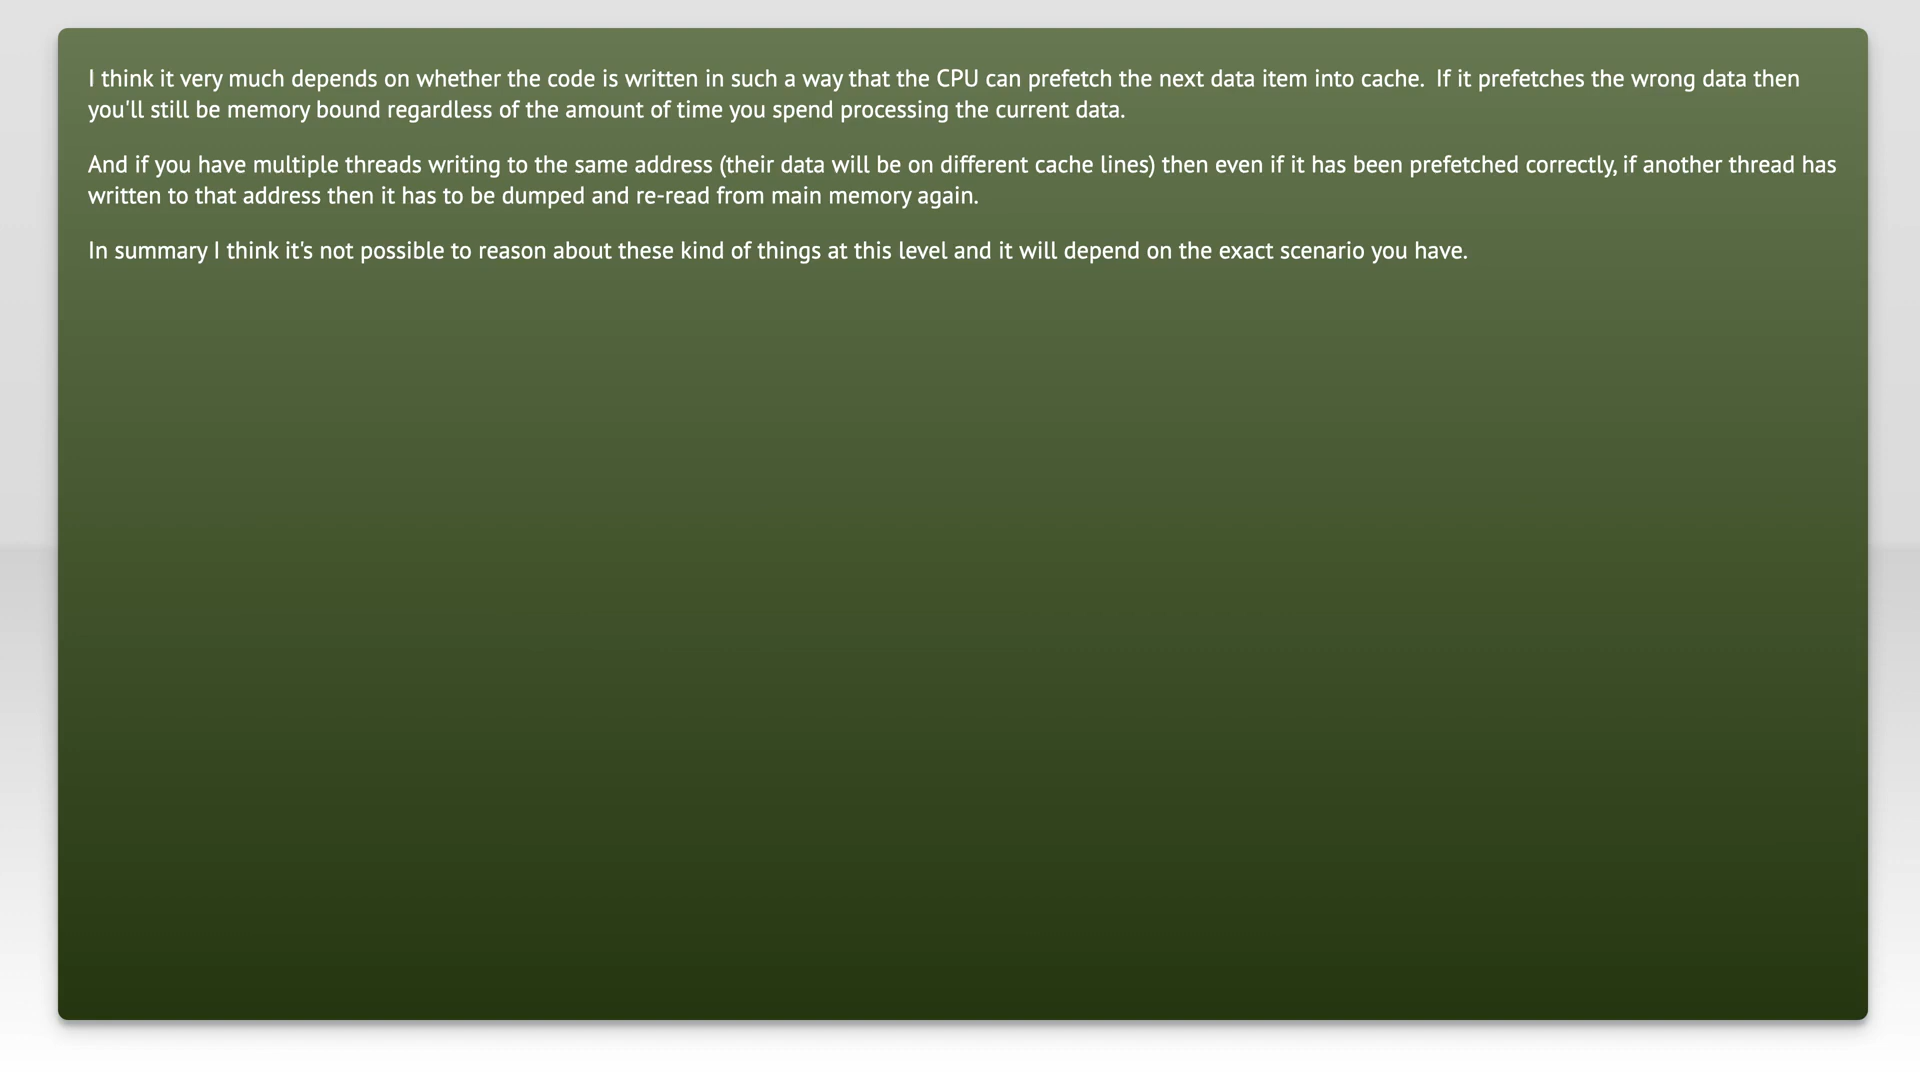 I think it very much depends on whether the code is written in such a way that the CPU can prefetch the next data item into cache.  If it prefetches the wrong data then
you'll still be memory bound regardless of the amount of time you spend processing the current data.
And if you have multiple threads writing to the same address (their data will be on different cache lines) then even if it has been prefetched correctly, if another thread has
written to that address then it has to be dumped and re-read from main memory again.
In summary I think it's not possible to reason about these kind of things at this level and it will depend on the exact scenario you have.